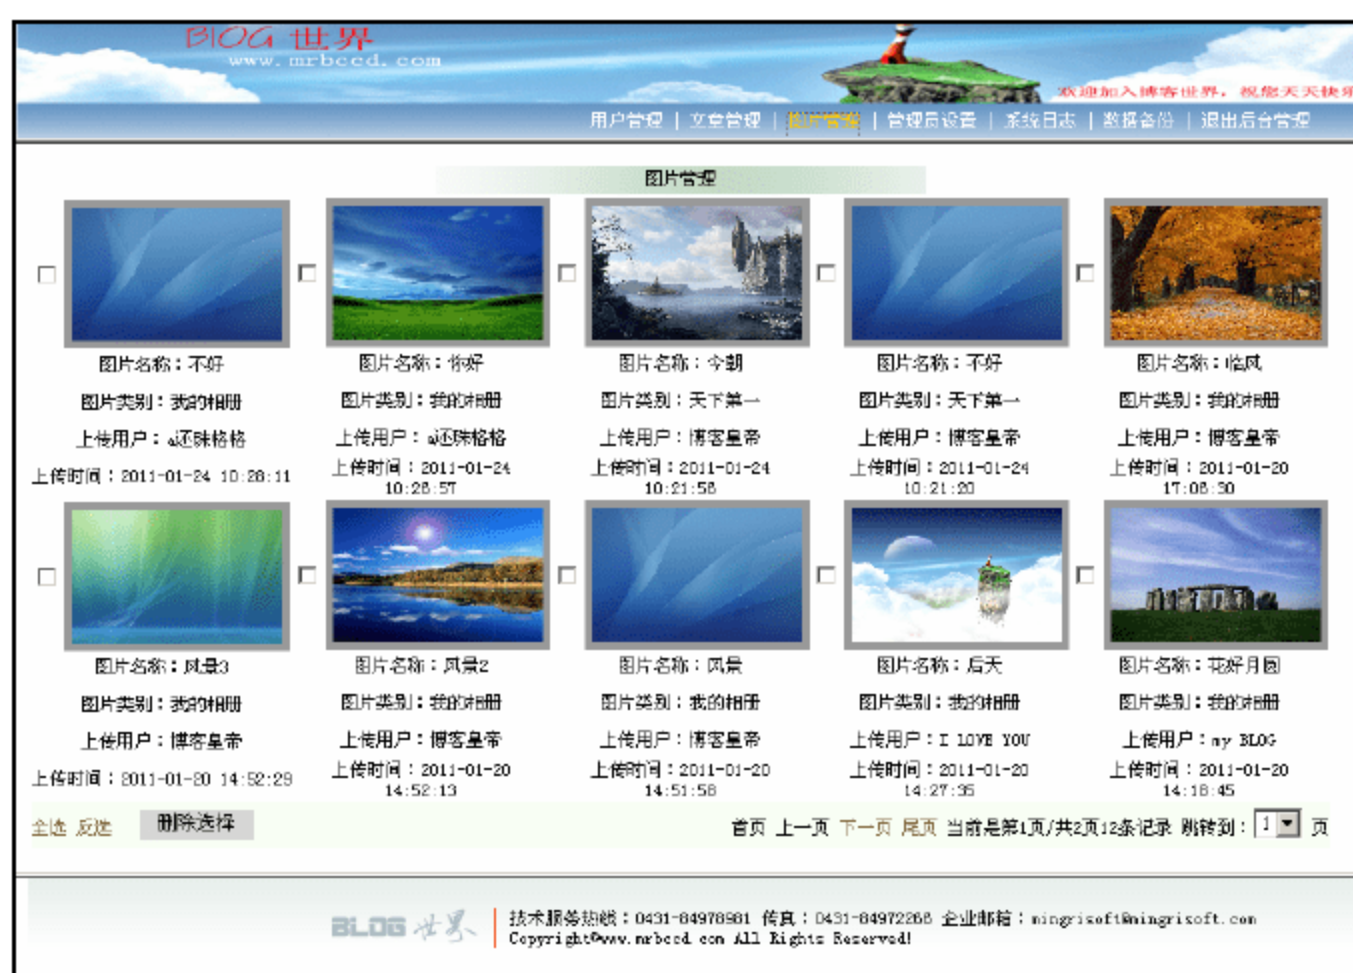 BlOG 世界
www.mrbccd.com
欢迎加入博客世界，祝您天天快乐
用户管理 | 文章管理 | 图片管理 | 管理员设置 | 系统日志 | 数据备份 | 退出后台管理
图片管理
图片名称：不好 图片名称：你好 图片名称：今朝 图片名称：不好 图片名称：临风
图片类别：我的相册 图片类别：我的相册 图片类别：天下第一 图片类别：天下第一 图片类别：我的相册
上传用户：a还珠格格 上传用户：a还珠格格 上传用户：博客皇帝 上传用户：博客皇帝 上传用户：博客皇帝
上传时间：2011-01-24 10:28:11 上传时间：2011-01-24 上传时间：2011-01-24 上传时间：2011-01-24 上传时间：2011-01-20
10:26:57 10:21:56 10:21:20 17:06:30
图片名称：风景3 图片名称：风景2 图片名称：风景 图片名称：后天 图片名称：花好月圆
图片类别：我的相册 图片类别：我的相册 图片类别：我的相册 图片类别：我的相册 图片类别：我的相册
上传用户：博客皇帝 上传用户：博客皇帝 上传用户：博客皇帝 上传用户：I LOVE YOU 上传用户：my BLOG
上传时间：2011-01-20 14:52:29 上传时间：2011-01-20 上传时间：2011-01-20 上传时间：2011-01-20 上传时间：2011-01-20
14:52:13 14:51:58 14:27:35 14:18:45
全选 反选 删除选择 首页 上一页 下一页 尾页 当前是第1页/共2页12条记录 跳转到：1 页
BLOG 世界
技术服务热线：0431-84978981 传真：0431-84972266 企业邮箱：mingrisoft@mingrisoft.com
Copyright©www.mrbccd.com All Rights Reserved!